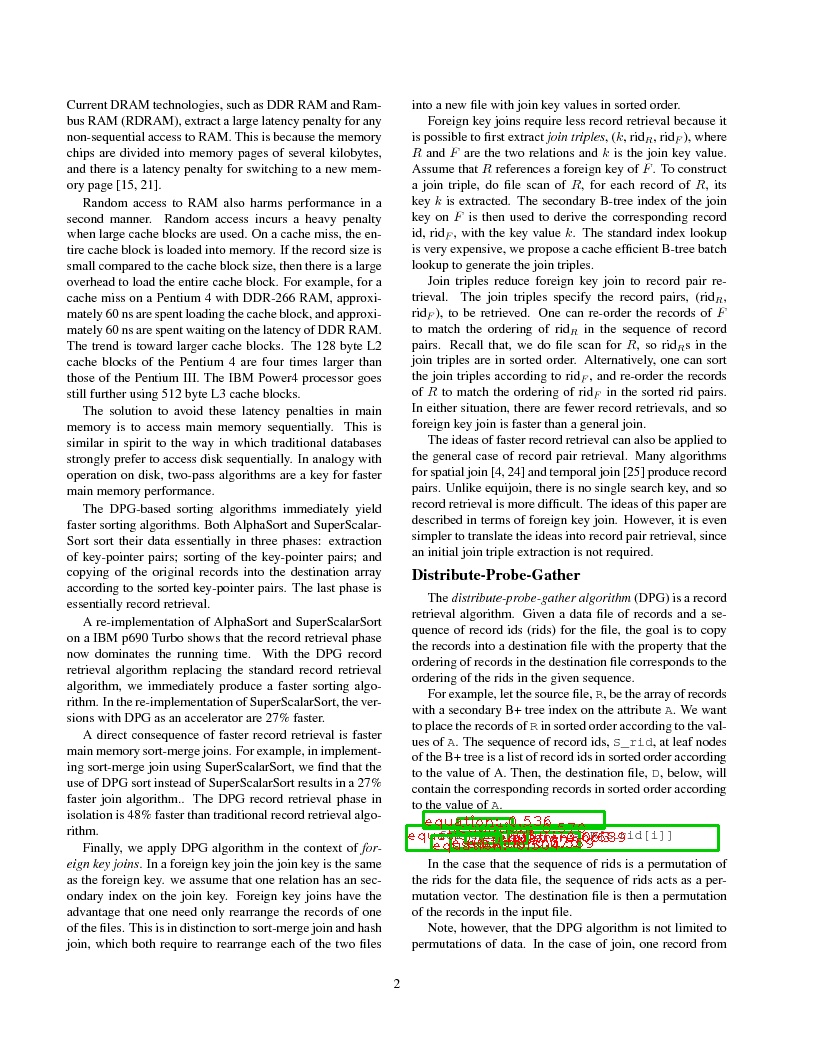 Current DRAM technologies, such as DDR RAM and Ram-
bus RAM (RDRAM), extract a large latency penalty for any
non-sequential access to RAM. This is because the memory
chips are divided into memory pages of several kilobytes,
and there is a latency penalty for switching to a new mem-
ory page [15, 21].
Random access to RAM also harms performance in a
second manner. Random access incurs a heavy penalty
when large cache blocks are used. On a cache miss, the en-
tire cache block is loaded into memory. If the record size is
small compared to the cache block size, then there is a large
overhead to load the entire cache block. For example, for a
cache miss on a Pentium 4 with DDR-266 RAM, approxi-
mately 60 ns are spent loading the cache block, and approxi-
mately 60 ns are spent waiting on the latency of DDR RAM.
The trend is toward larger cache blocks. The 128 byte L2
cache blocks of the Pentium 4 are four times larger than
those of the Pentium III. The IBM Power4 processor goes
still further using 512 byte L3 cache blocks.
The solution to avoid these latency penalties in main
memory is to access main memory sequentially. This is
similar in spirit to the way in which traditional databases
strongly prefer to access disk sequentially. In analogy with
operation on disk, two-pass algorithms are a key for faster
main memory performance.
The DPG-based sorting algorithms immediately yield
faster sorting algorithms. Both AlphaSort and SuperScalar-
Sort sort their data essentially in three phases: extraction
of key-pointer pairs; sorting of the key-pointer pairs; and
copying of the original records into the destination array
according to the sorted key-pointer pairs. The last phase is
essentially record retrieval.
A re-implementation of AlphaSort and SuperScalarSort
on a IBM p690 Turbo shows that the record retrieval phase
now dominates the running time. With the DPG record
retrieval algorithm replacing the standard record retrieval
algorithm, we immediately produce a faster sorting algo-
rithm. In the re-implementation of SuperScalarSort, the ver-
sions with DPG as an accelerator are 27% faster.
A direct consequence of faster record retrieval is faster
main memory sort-merge joins. For example, in implement-
ing sort-merge join using SuperScalarSort, we find that the
use of DPG sort instead of SuperScalarSort results in a 27%
faster join algorithm.. The DPG record retrieval phase in
isolation is 48% faster than traditional record retrieval algo-
rithm.
Finally, we apply DPG algorithm in the context of for-
eign key joins. In a foreign key join the join key is the same
as the foreign key. we assume that one relation has an sec-
ondary index on the join key. Foreign key joins have the
advantage that one need only rearrange the records of one
of the files. This is in distinction to sort-merge join and hash
join, which both require to rearrange each of the two files
into a new file with join key values in sorted order.
Foreign key joins require less record retrieval because it
is possible to first extract join triples, (k, rid_R, rid_F), where
R and F are the two relations and k is the join key value.
Assume that R references a foreign key of F. To construct
a join triple, do file scan of R, for each record of R, its
key k is extracted. The secondary B-tree index of the join
key on F is then used to derive the corresponding record
id, rid_F, with the key value k. The standard index lookup
is very expensive, we propose a cache efficient B-tree batch
lookup to generate the join triples.
Join triples reduce foreign key join to record pair re-
trieval. The join triples specify the record pairs, (rid_R,
rid_F), to be retrieved. One can re-order the records of F
to match the ordering of rid_R in the sequence of record
pairs. Recall that, we do file scan for R, so rid_Rs in the
join triples are in sorted order. Alternatively, one can sort
the join triples according to rid_F, and re-order the records
of R to match the ordering of rid_F in the sorted rid pairs.
In either situation, there are fewer record retrievals, and so
foreign key join is faster than a general join.
The ideas of faster record retrieval can also be applied to
the general case of record pair retrieval. Many algorithms
for spatial join [4, 24] and temporal join [25] produce record
pairs. Unlike equijoin, there is no single search key, and so
record retrieval is more difficult. The ideas of this paper are
described in terms of foreign key join. However, it is even
simpler to translate the ideas into record pair retrieval, since
an initial join triple extraction is not required.
Distribute-Probe-Gather
The distribute-probe-gather algorithm (DPG) is a record
retrieval algorithm. Given a data file of records and a se-
quence of record ids (rids) for the file, the goal is to copy
the records into a destination file with the property that the
ordering of records in the destination file corresponds to the
ordering of the rids in the given sequence.
For example, let the source file, R, be the array of records
with a secondary B+ tree index on the attribute A. We want
to place the records of R in sorted order according to the val-
ues of A. The sequence of record ids, S_rid, at leaf nodes
of the B+ tree is a list of record ids in sorted order according
to the value of A. Then, the destination file, D, below, will
contain the corresponding records in sorted order according
to the value of A.
equation: 0.536
In the case that the sequence of rids is a permutation of
the rids for the data file, the sequence of rids acts as a per-
mutation vector. The destination file is then a permutation
of the records in the input file.
Note, however, that the DPG algorithm is not limited to
permutations of data. In the case of join, one record from
2